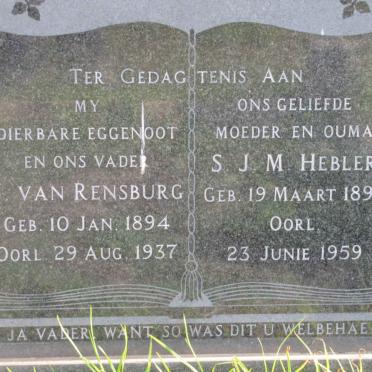 TER GEDAGTENIS AAN
MY
DIERBARE EGGENOOT
EN ONS VADER
VAN RENSBURG
GEB. 10 JAN. 1894
OORL. 29 AUG. 1937
ONS GELIEFDE
MOEDER EN OUMA
S. J. M. HEBLER
GEB. 19 MAART 189
OORL.
23 JUNIE 1959
JA VADER WANT SO WAS DIT U WELBEHAE